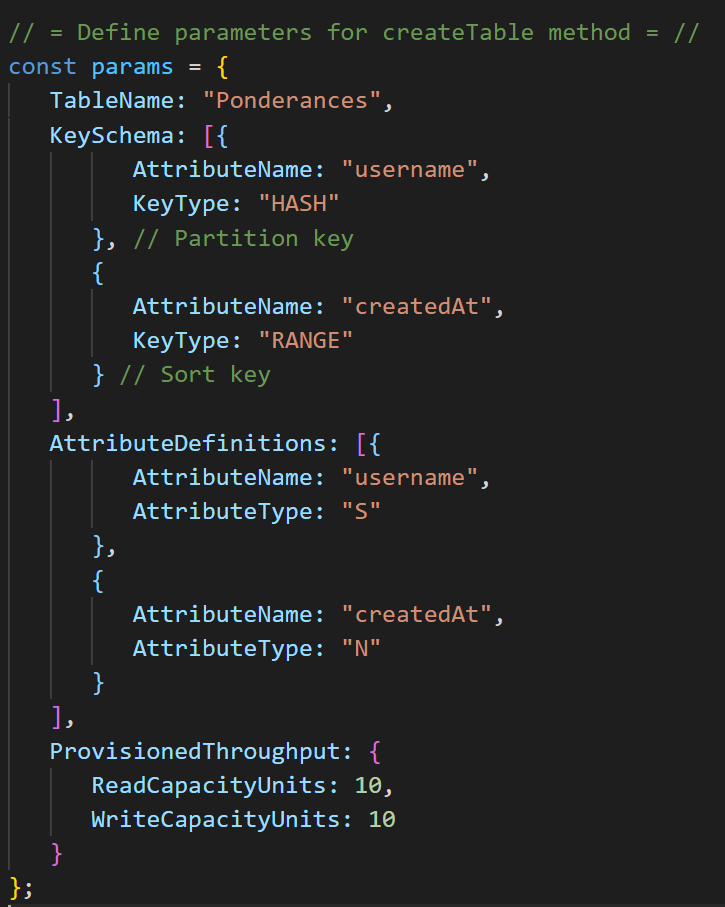 // = Define parameters for createTable method = //
const params = {
   TableName: "Ponderances",
   KeySchema: [{
         AttributeName: "username",
         KeyType: "HASH"
      }, // Partition key
      {
         AttributeName: "createdAt",
         KeyType: "RANGE"
      } // Sort key
   ],
   AttributeDefinitions: [{
         AttributeName: "username",
         AttributeType: "S"
      },
      {
         AttributeName: "createdAt",
         AttributeType: "N"
      }
   ],
   ProvisionedThroughput: {
      ReadCapacityUnits: 10,
      WriteCapacityUnits: 10
   }
};